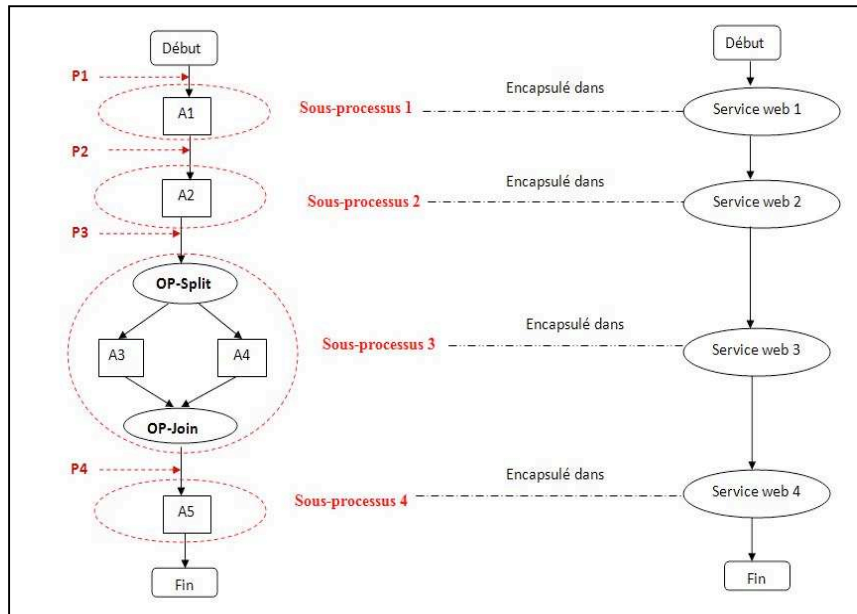 Début
Début
P1
Encapsulé dans
A1
Sous-processus 1
Service web 1
P2
Encapsulé dans
A2
Sous-processus 2
Service web 2
P3
OP-Split
Encapsulé dans
A3
A4
Sous-processus 3
Service web 3
OP-Join
P4
Encapsulé dans
A5
Sous-processus 4
Service web 4
Fin
Fin